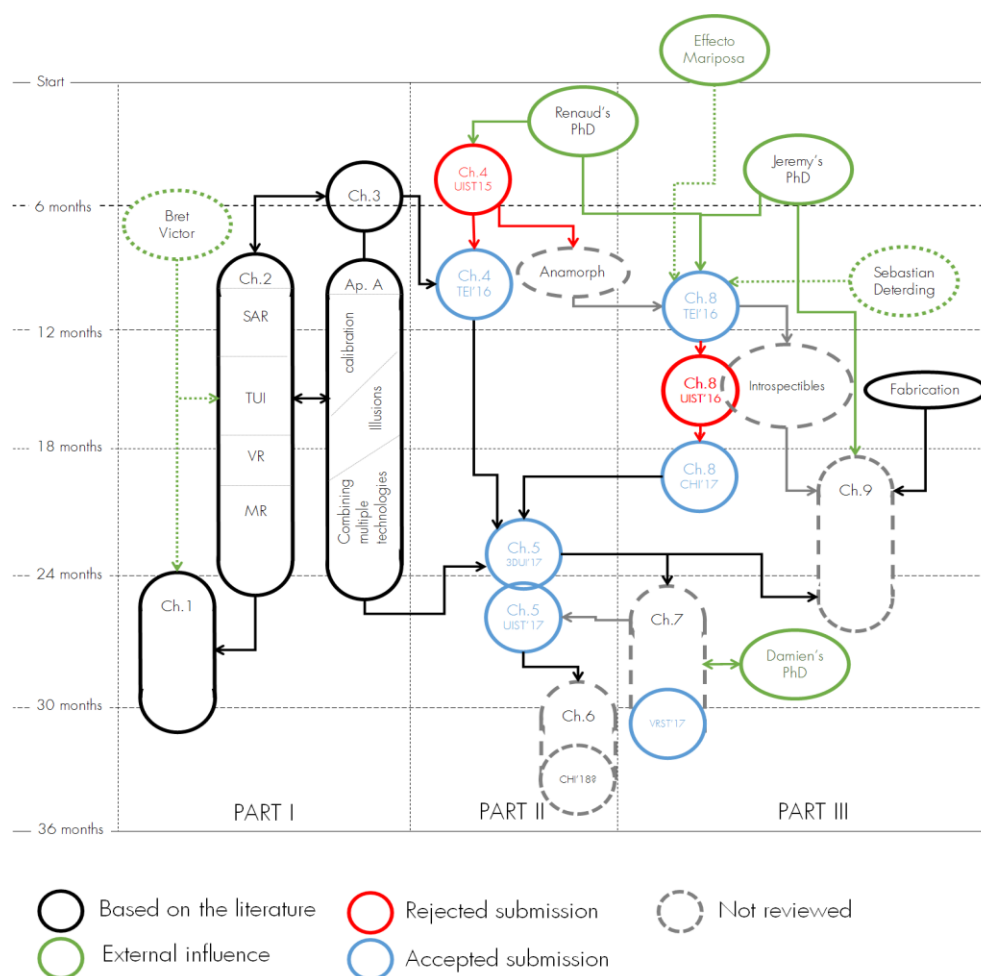 Effecto
Mariposa
Start
Renaud's
PhD
Jeremy's
PhD
Ch.4
UIST15
Ch.3
6 months
Bret
Victor
Ch.2
Ap. A
Ch.4
TEI'16
Anamorph
Ch.8
TEI'16
Sebastian
Deterding
SAR
calibration
12 months
TUI
Illusions
Ch.8
UIST'16
Introspectibles
Fabrication
18 months
VR
MR
Combining
multiple
technologies
Ch.8
CHI'17
Ch.9
Ch.5
3DUI'17
24 months
Ch.1
Ch.5
UIST'17
Ch.7
Damien's
PhD
30 months
Ch.6
VRST'17
CHI'18?
PART I
PART II
PART III
36 months
Based on the literature
Rejected submission
Not reviewed
External influence
Accepted submission